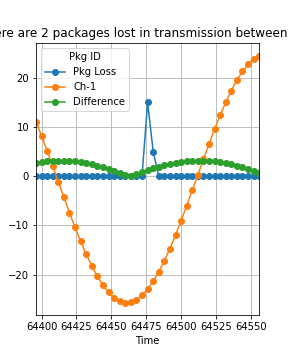 ere are 2 packages lost in transmission between
Pkg ID
Pkg Loss
Ch-1
Difference
20
10
0
−10
−20
64400 64425 64450 64475 64500 64525 64550
Time